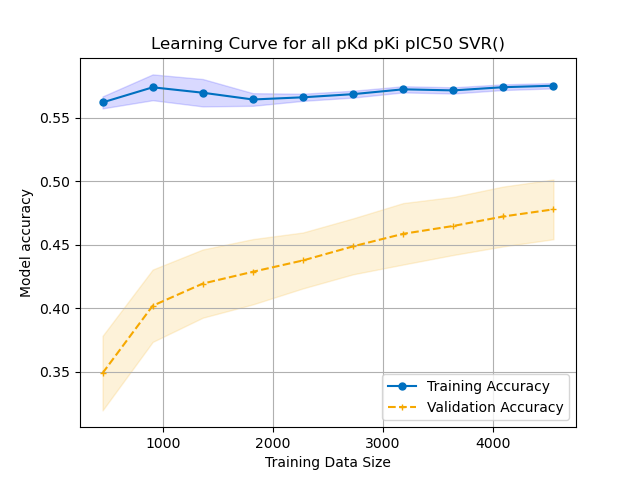 Learning Curve for all pKd pKi pIC50 SVR()
Model accuracy
0.55
0.50
0.45
0.40
0.35
1000 2000 3000 4000
Training Data Size
Training Accuracy
Validation Accuracy